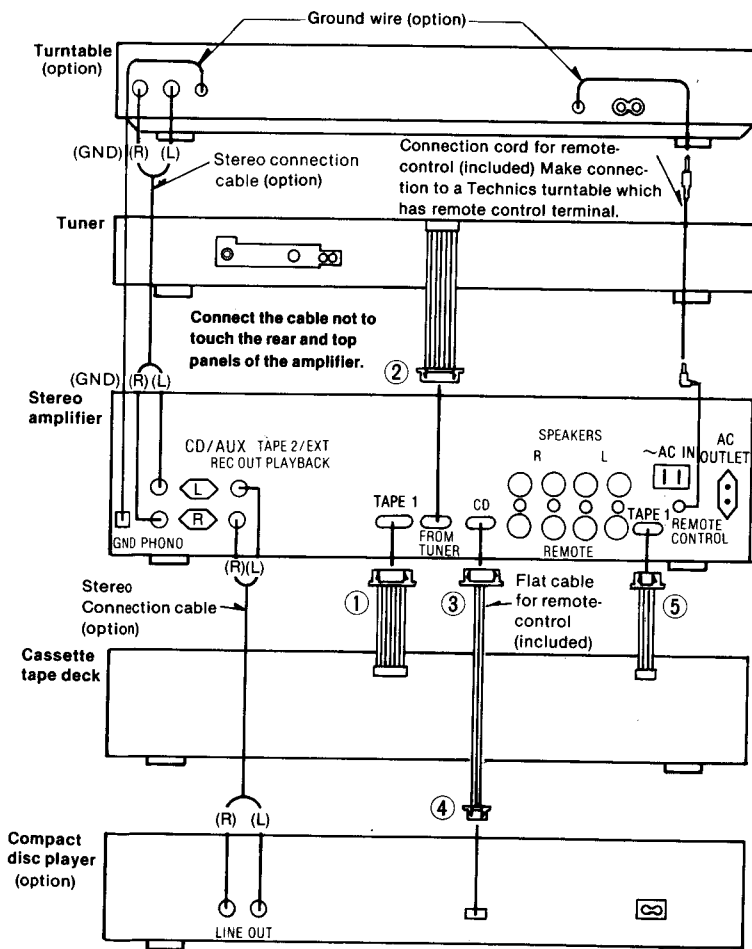 Ground wire (option)
Turntable
(option)
(GND) (R) (L)
Stereo connection
cable (option)
Connection cord for remote-
control (included) Make connec-
tion to a Technics turntable which
has remote control terminal.
Tuner
Connect the cable not to
touch the rear and top
panels of the amplifier.
②
(GND) (R) (L)
Stereo
amplifier
CD/AUX TAPE 2/EXT
REC OUT PLAYBACK
L
R
GND PHONO
TAPE 1
FROM
TUNER
CD
SPEAKERS
R L
REMOTE
TAPE 1
~AC IN
AC
OUTLET
REMOTE
CONTROL
(R)(L)
Stereo
Connection cable
(option)
①
③
Flat cable
for remote-
control
(included)
⑤
Cassette
tape deck
④
(R) (L)
Compact
disc player
(option)
LINE OUT